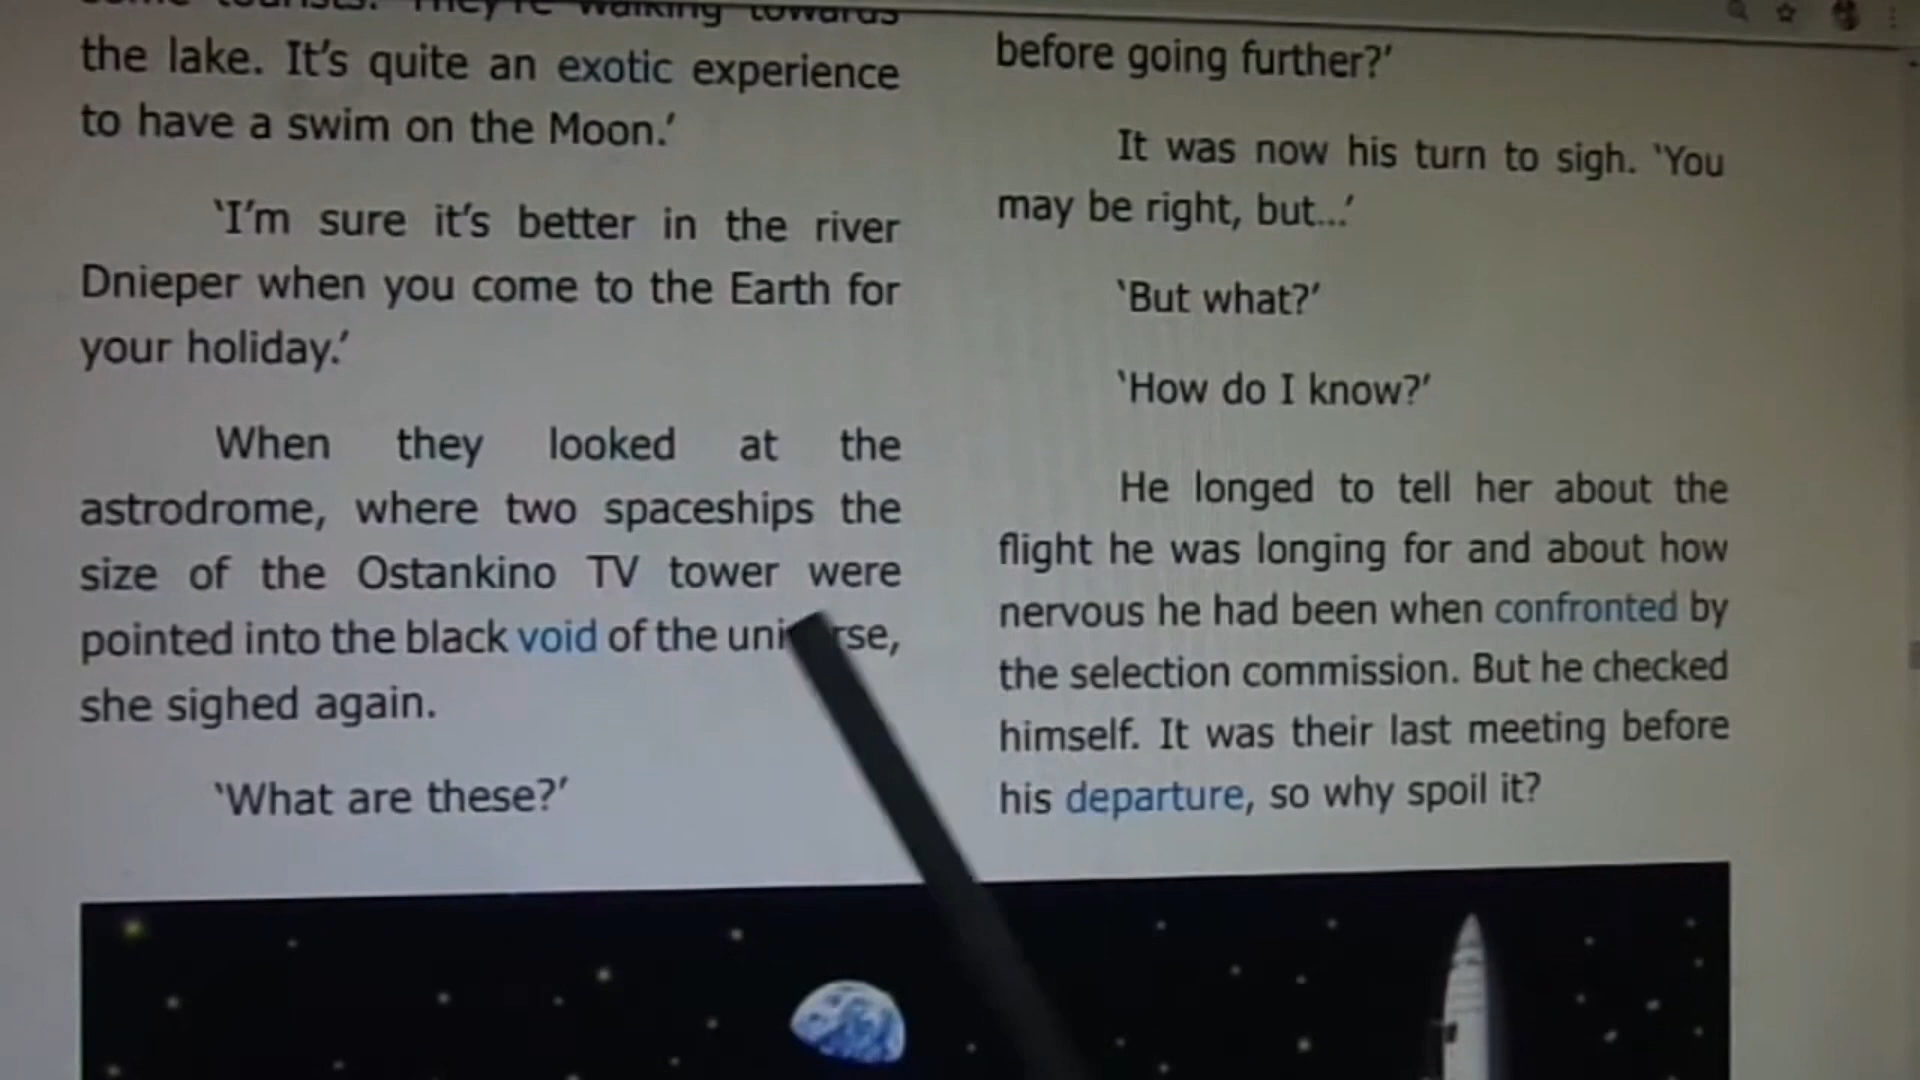 some tourists. They're walking towards
the lake. It's quite an exotic experience
to have a swim on the Moon.'
'I'm sure it's better in the river
Dnieper when you come to the Earth for
your holiday.'
When they looked at the
astrodrome, where two spaceships the
size of the Ostankino TV tower were
pointed into the black void of the
she sighed again.
'What are these?'
before going further?'
It was now his turn to sigh. 'You
may be right, but...'
'But what?'
'How do I know?'
He longed to tell her about the
flight he was longing for and about how
nervous he had been when confronted by
the selection commission. But he checked
himself. It was their last meeting before
his departure, so why spoil it?